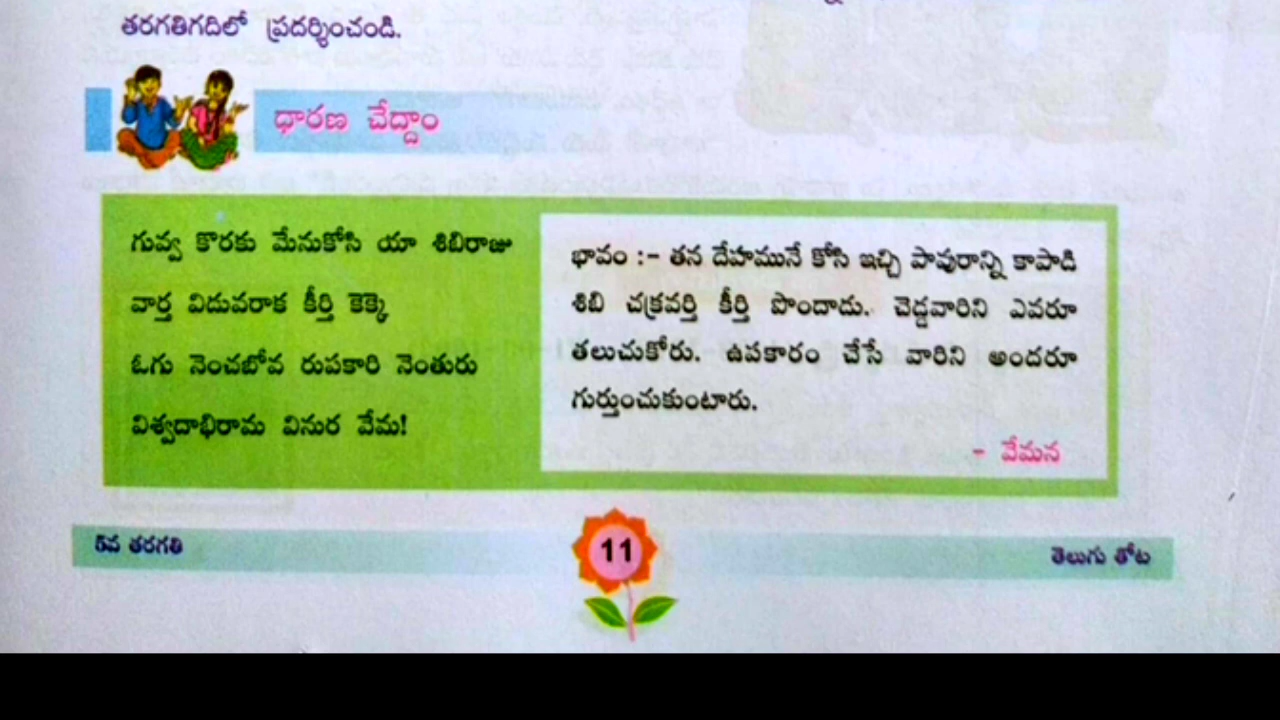 తరగతిగదిలో ప్రదర్శించండి.
ధారణ చేద్దాం
గువ్వ కొరకు మేనుకోసి యా శిబిరాజు
వార్త విడువరాక కీర్తి కెక్కె
ఓగు నెంచబోవ రుపకారి నెంతురు
విశ్వదాభిరామ వినుర వేమ!
భావం :- తన దేహమునే కోసి ఇచ్చి పావురాన్ని కాపాడి
శిబి చక్రవర్తి కీర్తి పొందాడు. చెడ్డవారిని ఎవరూ
తలుచుకోరు. ఉపకారం చేసే వారిని అందరూ
గుర్తుంచుకుంటారు.
- వేమన
5వ తరగతి
11
తెలుగు తోట